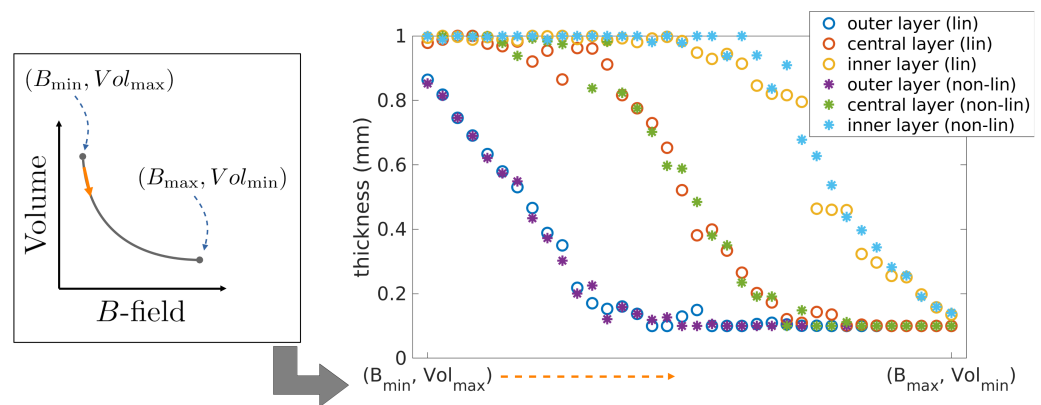 (B_min, Vol_max)
(B_max, Vol_min)
Volume
B-field
outer layer (lin)
central layer (lin)
inner layer (lin)
outer layer (non-lin)
central layer (non-lin)
inner layer (non-lin)
thickness (mm)
1
0.8
0.6
0.4
0.2
0
(B_min, Vol_max)
(B_max, Vol_min)